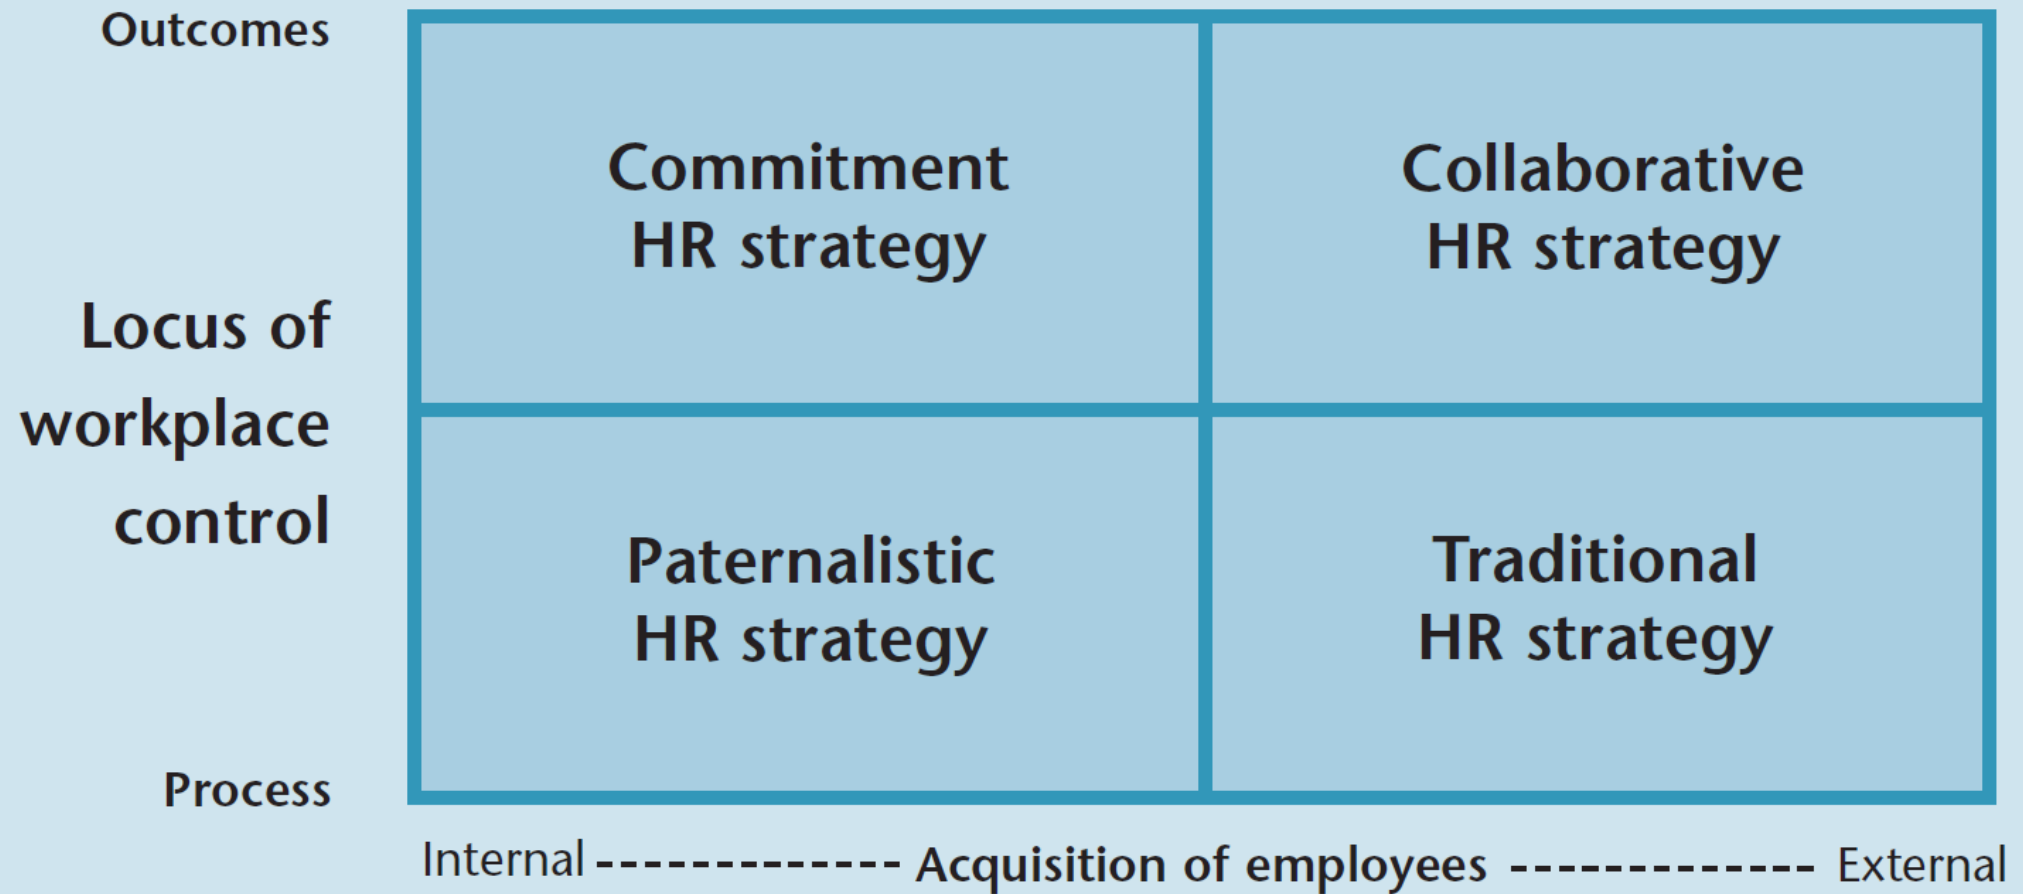 Outcomes
Commitment
HR strategy
Collaborative
HR strategy
Locus of
workplace
control
Paternalistic
HR strategy
Traditional
HR strategy
Process
Internal Acquisition of employees External